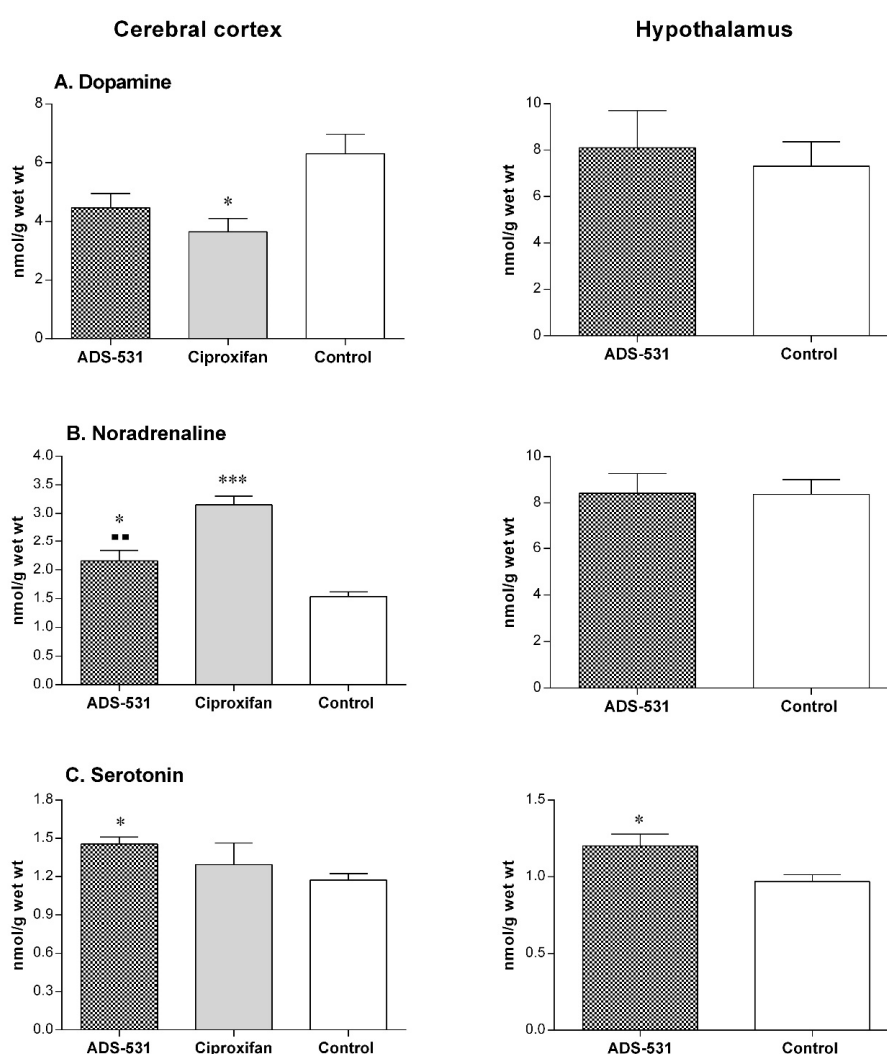 Cerebral cortex
Hypothalamus
A. Dopamine
nmol/g wet wt
8
6
4
2
0
*
ADS-531 Ciproxifan Control
nmol/g wet wt
10
8
6
4
2
0
ADS-531 Control
B. Noradrenaline
nmol/g wet wt
4.0
3.5
3.0
2.5
2.0
1.5
1.0
0.5
0.0
*
▪▪
***
ADS-531 Ciproxifan Control
nmol/g wet wt
10
8
6
4
2
0
ADS-531 Control
C. Serotonin
nmol/g wet wt
1.8
1.5
1.2
0.9
0.6
0.3
0.0
*
ADS-531 Ciproxifan Control
nmol/g wet wt
1.5
1.0
0.5
0.0
*
ADS-531 Control